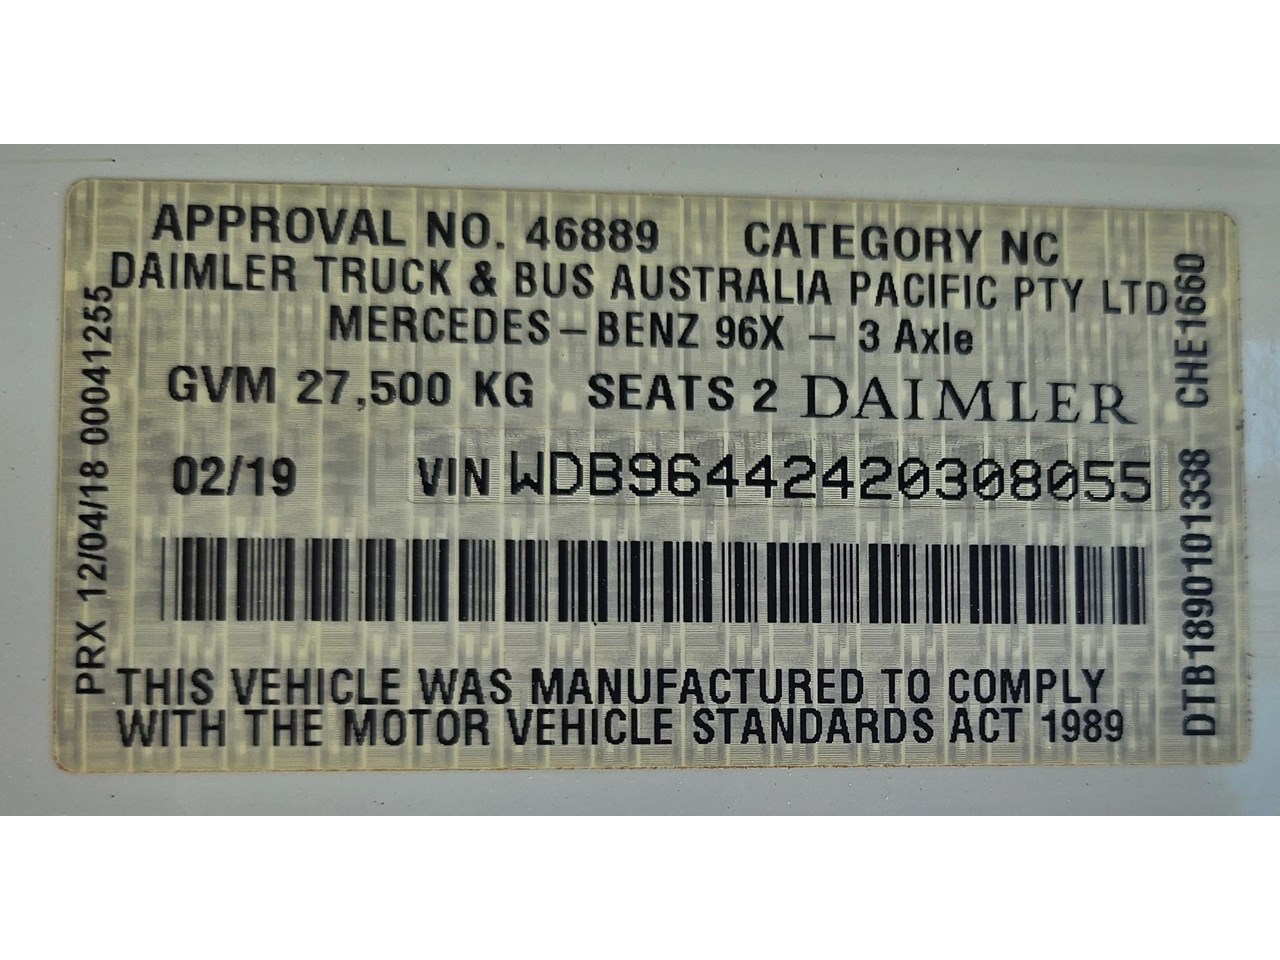 APPROVAL NO. 46889 CATEGORY NC
DAIMLER TRUCK & BUS AUSTRALIA PACIFIC PTY LTD
MERCEDES-BENZ 96X - 3 Axle
GVM 27,500 KG SEATS 2 DAIMLER
02/19 VIN WDB96442420308055
THIS VEHICLE WAS MANUFACTURED TO COMPLY
WITH THE MOTOR VEHICLE STANDARDS ACT 1989
PRX 12/04/18 00041255
DTB1890101338 CHE1660